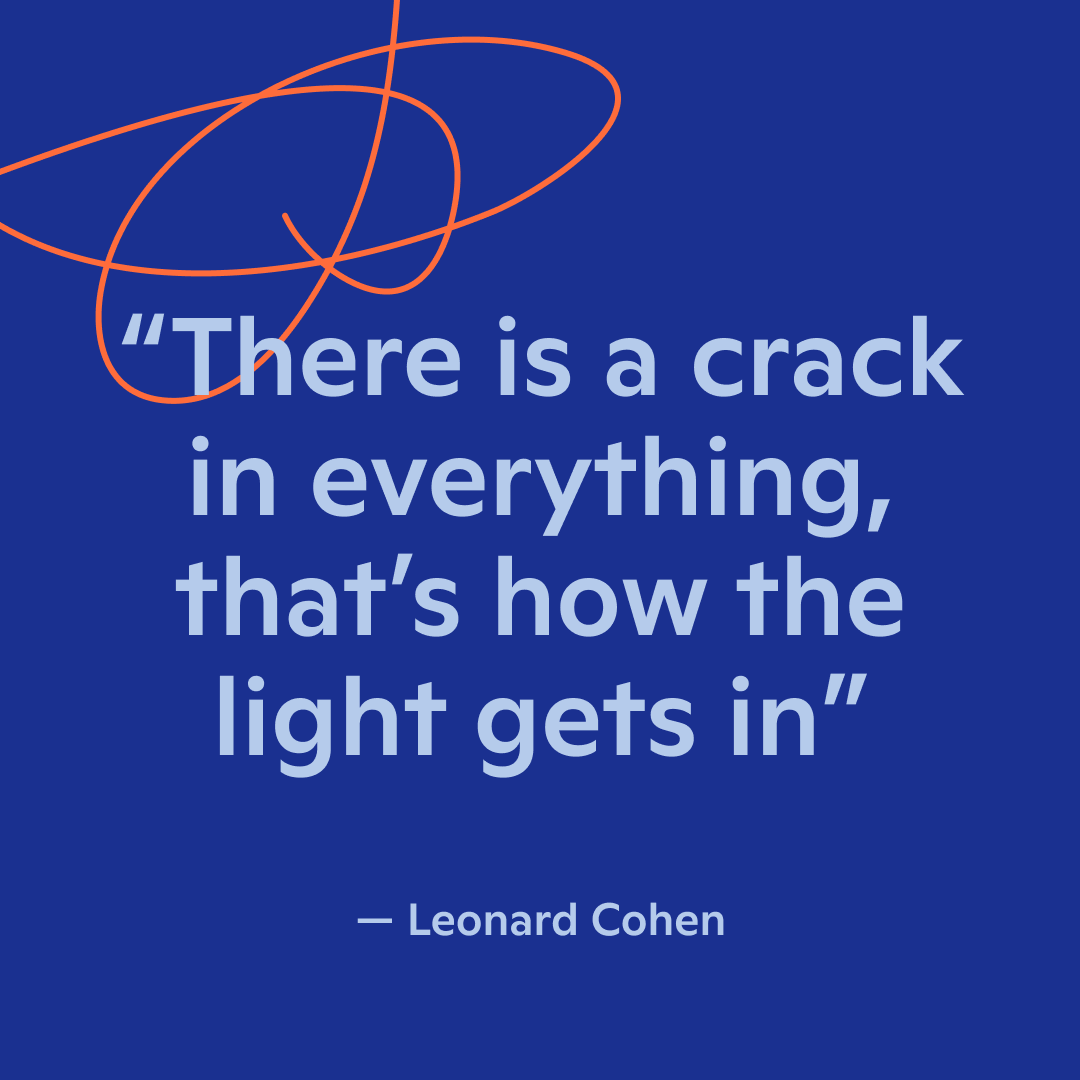 “There is a crack
in everything,
that’s how the
light gets in”
— Leonard Cohen